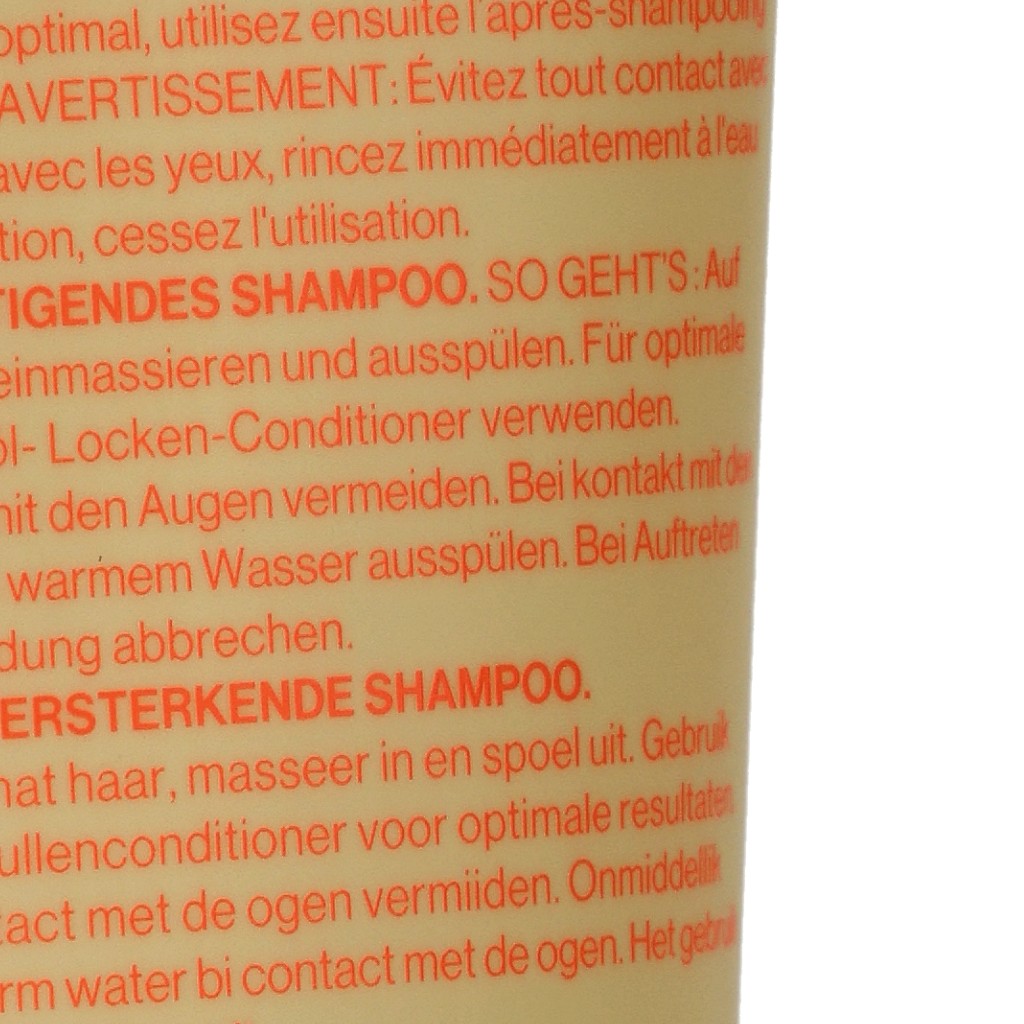 optimal, utilisez ensuite l'après-shampooing
AVERTISSEMENT: Évitez tout contact avec
avec les yeux, rincez immédiatement à l'eau
tion, cessez l'utilisation.
TIGENDES SHAMPOO. SO GEHT'S: Auf
einmassieren und ausspülen. Für optimale
ol- Locken-Conditioner verwenden.
mit den Augen vermeiden. Bei kontakt mit den
warmem Wasser ausspülen. Bei Auftreten
dung abbrechen.
ERSTERKENDE SHAMPOO.
nat haar, masseer in en spoel uit. Gebruik
ullenconditioner voor optimale resultaten
tact met de ogen vermiiden. Onmiddellik
rm water bi contact met de ogen. Het gebruik